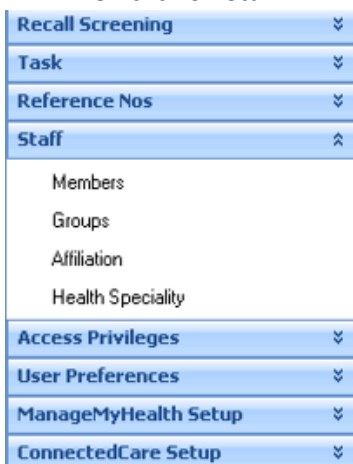 Recall Screening
Task
Reference Nos
Staff
Members
Groups
Affiliation
Health Speciality
Access Privileges
User Preferences
ManageMyHealth Setup
ConnectedCare Setup